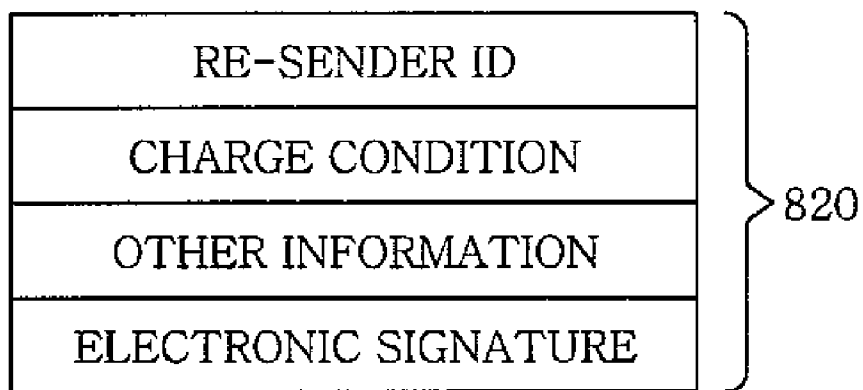 RE-SENDER ID
CHARGE CONDITION
820
OTHER INFORMATION
ELECTRONIC SIGNATURE